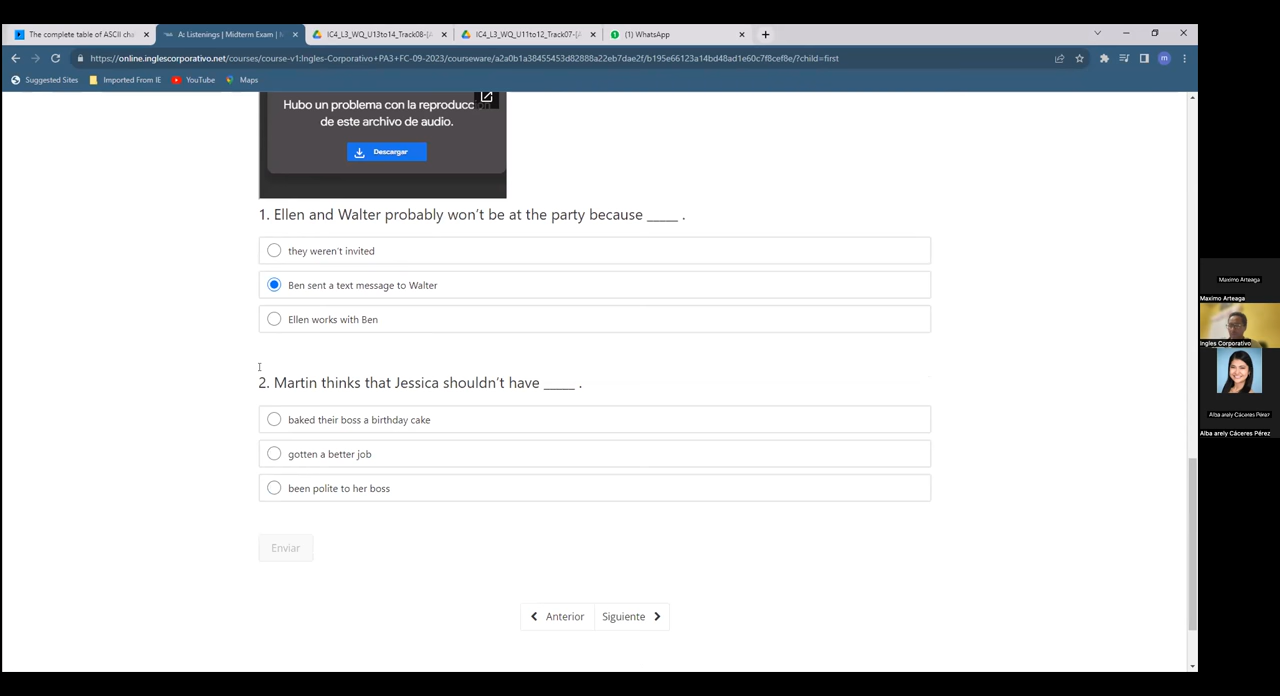 The complete table of ASCII cha
A: Listenings | Midterm Exam |
IC4_L3_WQ_U13to14_Track08-(A
IC4_L3_WQ_U11to12_Track07-(A
(1) WhatsApp
https://online.inglescorporativo.net/courses/course-v1:Ingles-Corporativo+PA3+FC-09-2023/courseware/a2a0b1a38455453d82888a22eb7dae2f/b195e66123a14bd48ad1e60c7f8cef8e/?child=first
m
Suggested Sites
Imported From IE
YouTube
Maps
Hubo un problema con la reproducción
de este archivo de audio.
Descargar
1. Ellen and Walter probably won't be at the party because _____ .
they weren't invited
Ben sent a text message to Walter
Ellen works with Ben
2. Martin thinks that Jessica shouldn't have _____ .
baked their boss a birthday cake
gotten a better job
been polite to her boss
Enviar
Anterior
Siguiente
Maximo Arteaga
Maximo Arteaga
Ingles Corporativo
Alba arely Cáceres Pérez
Alba arely Cáceres Pérez